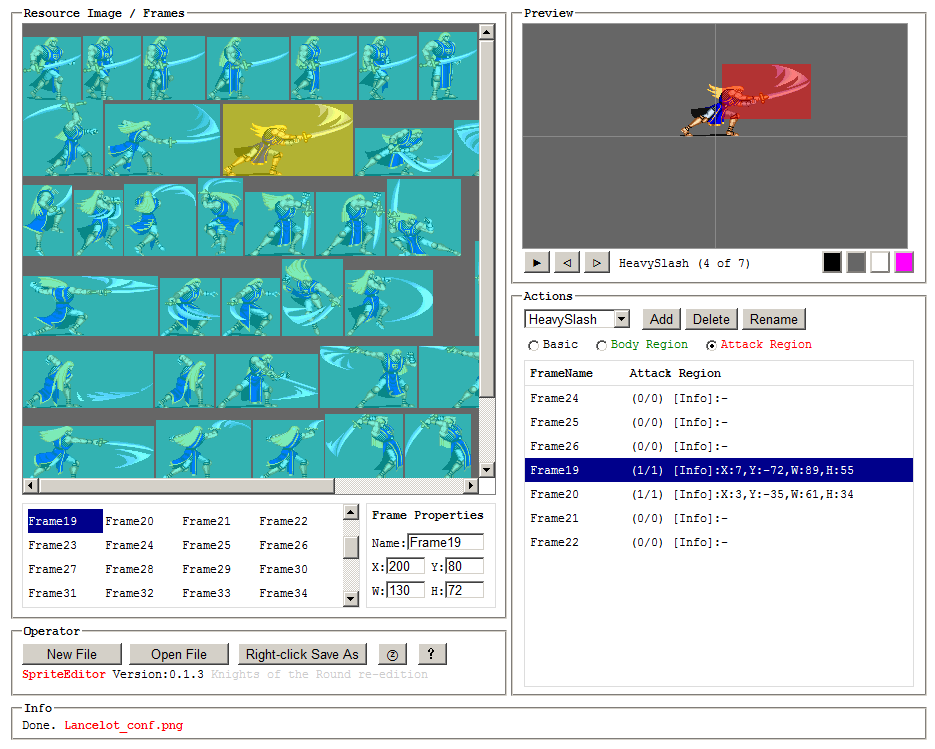 Resource Image / Frames
Frame19 Frame20 Frame21 Frame22
Frame23 Frame24 Frame25 Frame26
Frame27 Frame28 Frame29 Frame30
Frame31 Frame32 Frame33 Frame34
Frame Properties
Name: Frame19
X: 200 Y: 80
W: 130 H: 72
Operator
New File Open File Right-click Save As ② ?
SpriteEditor Version:0.1.3 Knights of the Round re-edition
Preview
HeavySlash (4 of 7)
Actions
HeavySlash Add Delete Rename
Basic Body Region Attack Region
FrameName Attack Region
Frame24 (0/0) [Info]:-
Frame25 (0/0) [Info]:-
Frame26 (0/0) [Info]:-
Frame19 (1/1) [Info]:X:7,Y:-72,W:89,H:55
Frame20 (1/1) [Info]:X:3,Y:-35,W:61,H:34
Frame21 (0/0) [Info]:-
Frame22 (0/0) [Info]:-
Info
Done. Lancelot_conf.png